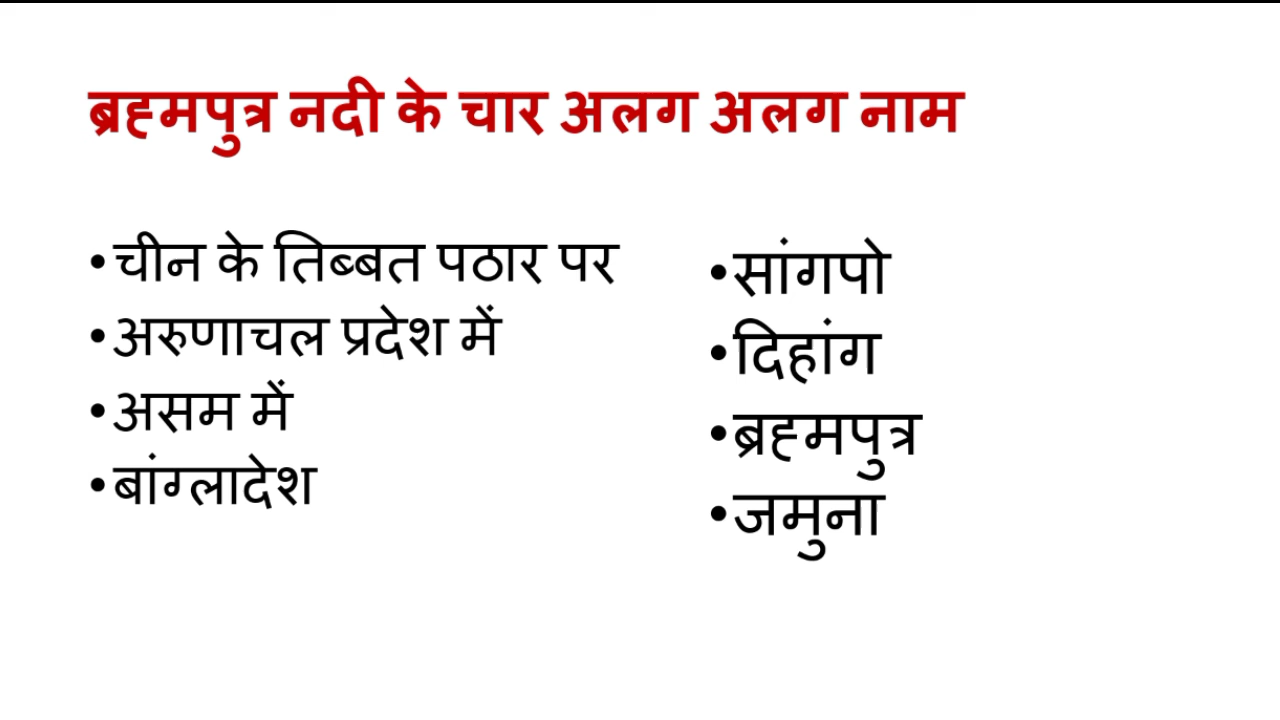 ब्रह्मपुत्र नदी के चार अलग अलग नाम
•चीन के तिब्बत पठार पर
•अरुणाचल प्रदेश में
•असम में
•बांग्लादेश
•सांगपो
•दिहांग
•ब्रह्मपुत्र
•जमुना